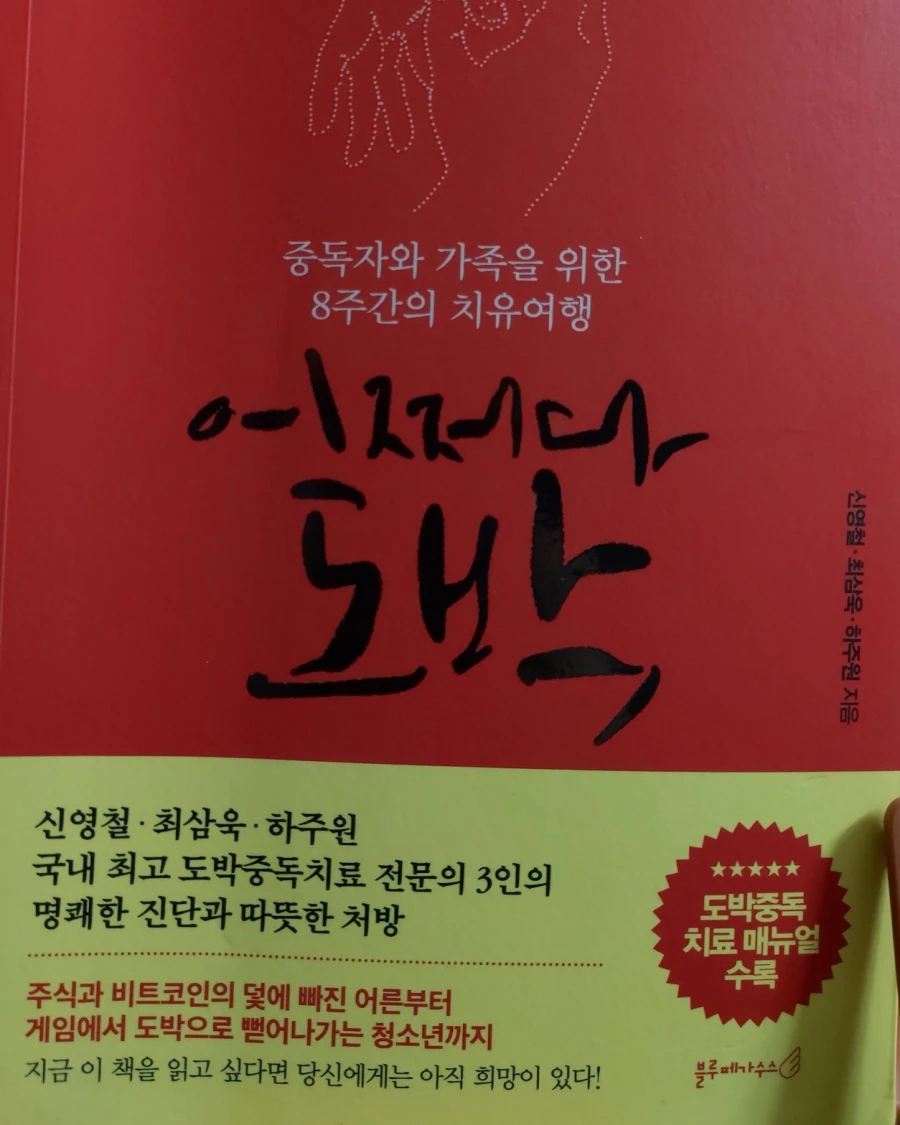 중독자와 가족을 위한
8주간의 치유여행
어쩌다
도박
신영철·최삼욱·하주원 지음
신영철·최삼욱·하주원
국내 최고 도박중독치료 전문의 3인의
명쾌한 진단과 따뜻한 처방
주식과 비트코인의 덫에 빠진 어른부터
게임에서 도박으로 뻗어나가는 청소년까지
지금 이 책을 읽고 싶다면 당신에게는 아직 희망이 있다!
도박중독
치료 매뉴얼
수록
블루페가수스